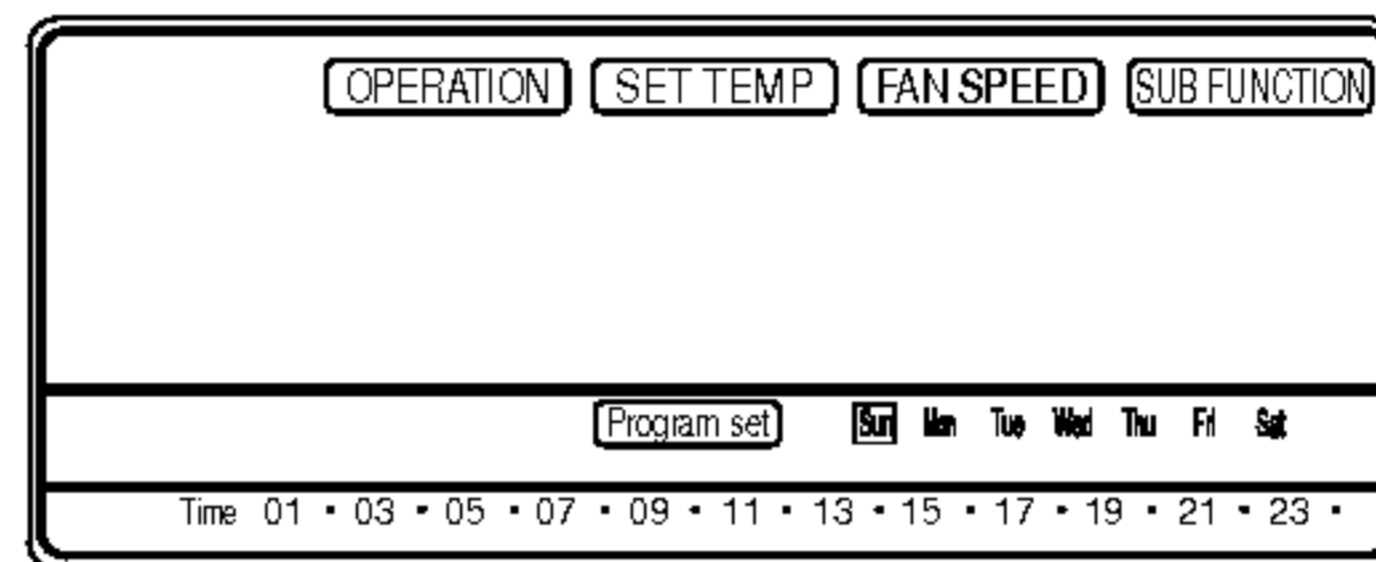 OPERATION SET TEMP FAN SPEED SUB FUNCTION
Program set Sun Mon Tue Wed Thu Fri Sat
Time 01 · 03 · 05 · 07 · 09 · 11 · 13 · 15 · 17 · 19 · 21 · 23 ·